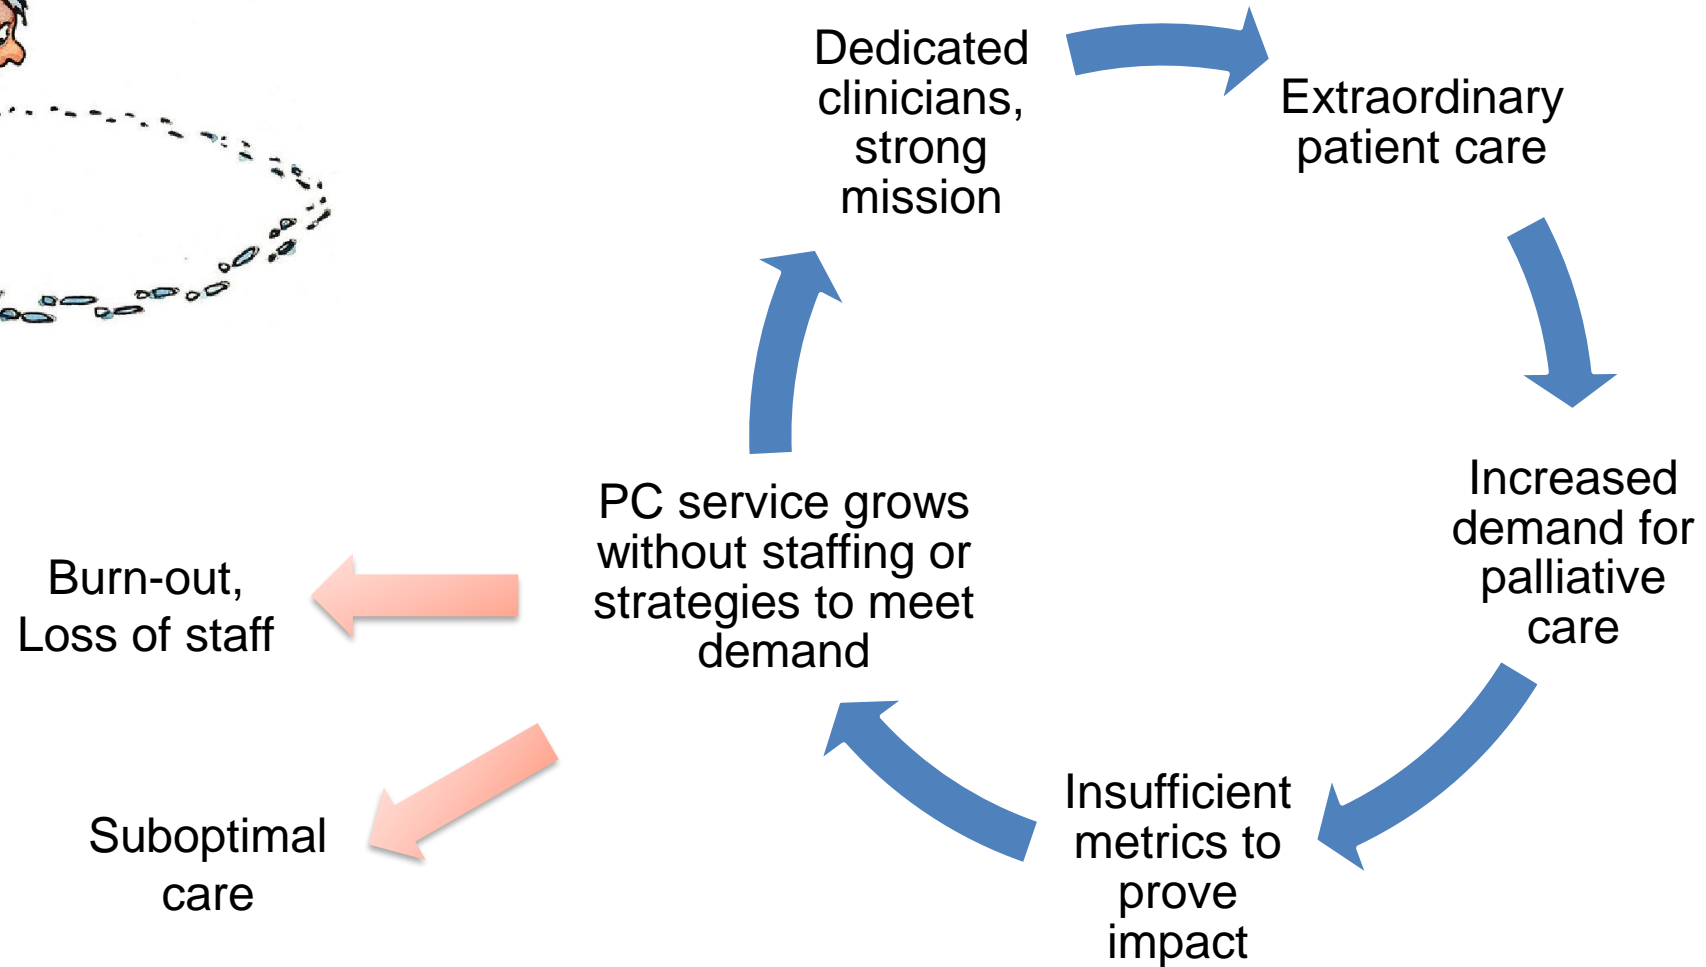 Dedicated
clinicians,
strong
mission
Extraordinary
patient care
Increased
demand for
palliative
care
Insufficient
metrics to
prove
impact
PC service grows
without staffing or
strategies to meet
demand
Burn-out,
Loss of staff
Suboptimal
care